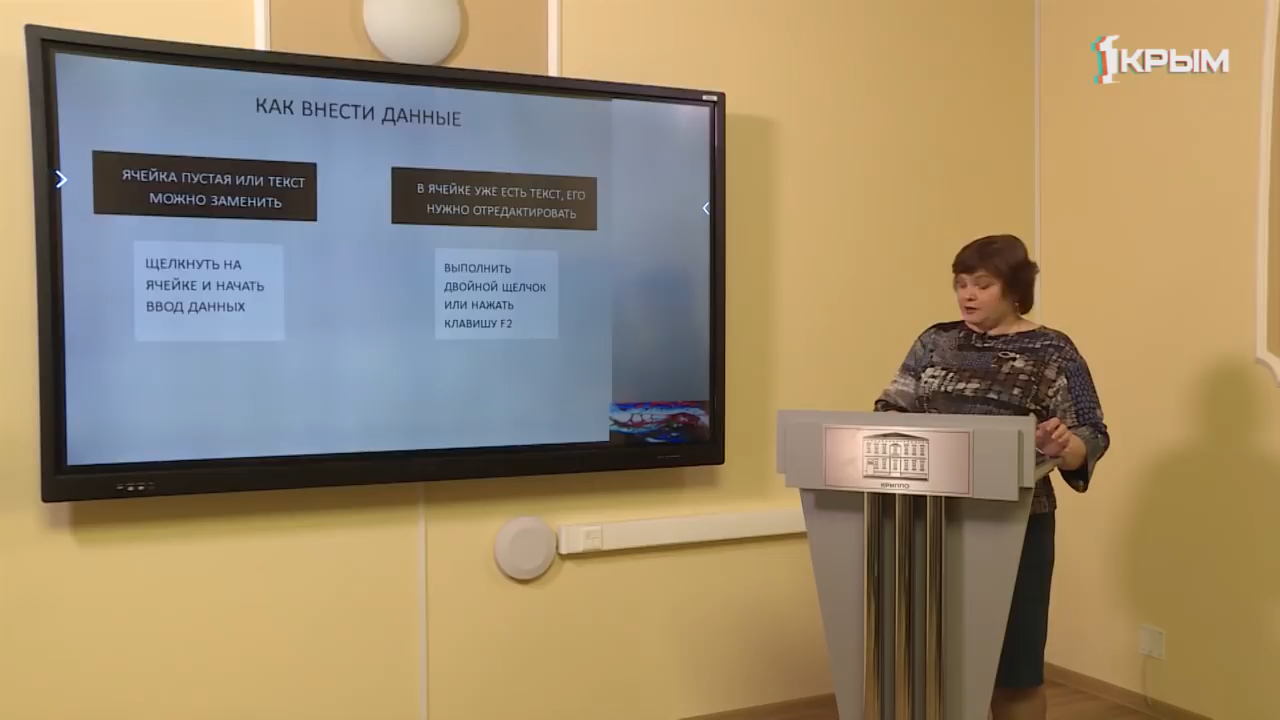 1КРЫМ
КАК ВНЕСТИ ДАННЫЕ
ЯЧЕЙКА ПУСТАЯ ИЛИ ТЕКСТ
МОЖНО ЗАМЕНИТЬ
В ЯЧЕЙКЕ УЖЕ ЕСТЬ ТЕКСТ, ЕГО
НУЖНО ОТРЕДАКТИРОВАТЬ
ЩЕЛКНУТЬ НА
ЯЧЕЙКЕ И НАЧАТЬ
ВВОД ДАННЫХ
ВЫПОЛНИТЬ
ДВОЙНОЙ ЩЕЛЧОК
ИЛИ НАЖАТЬ
КЛАВИШУ F2
КРИППО